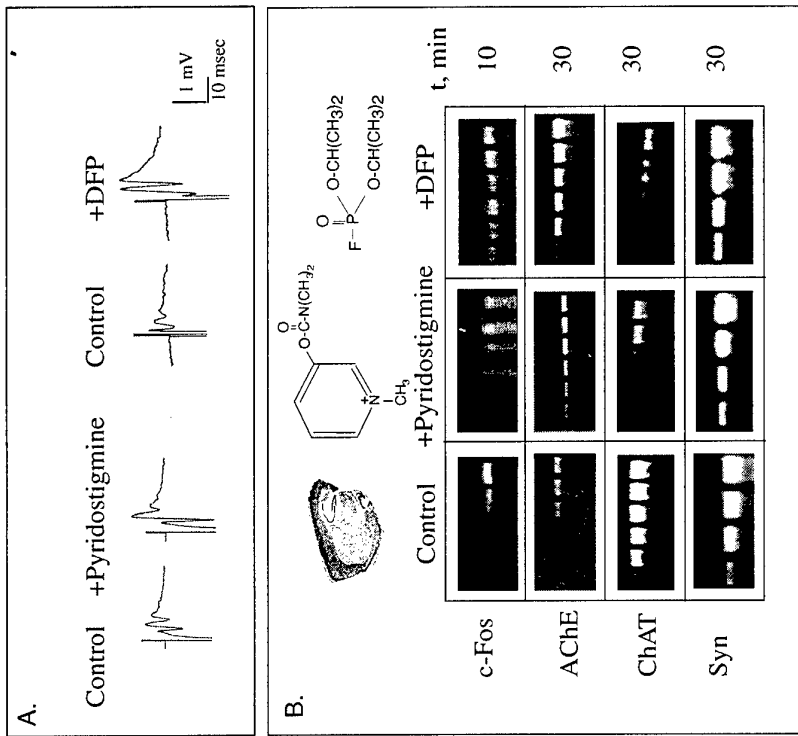 A.
Control +Pyridostigmine Control +DFP
1 mV
10 msec
B.
Control +Pyridostigmine +DFP t, min
O
O-C-N(CH3)2
N
+
CH3
O
F-P
O-CH(CH3)2
O-CH(CH3)2
c-Fos 10
AChE 30
ChAT 30
Syn 30